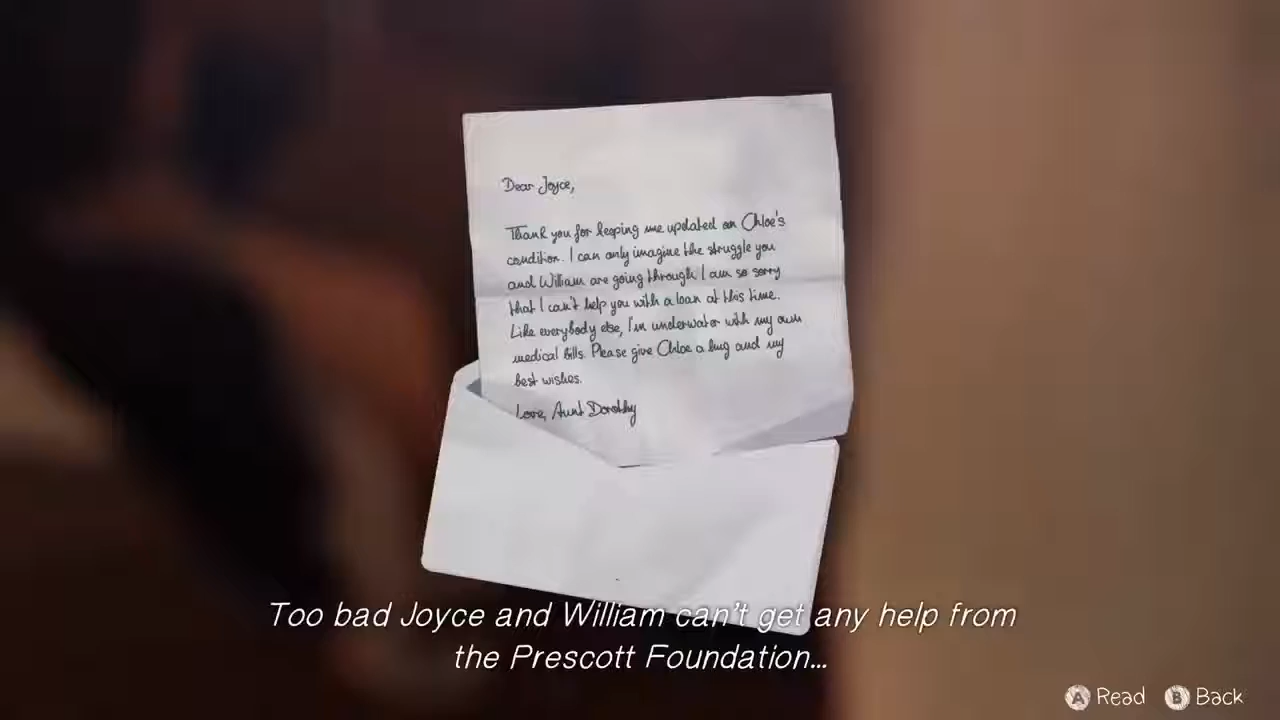 Dear Joyce,
Thank you for keeping me updated on Chloe's
condition. I can only imagine the struggle you
and William are going through. I am so sorry
that I can't help you with a loan at this time.
Like everybody else, I'm underwater with my own
medical bills. Please give Chloe a hug and my
best wishes.
Love, Aunt Dorothy
Too bad Joyce and William can't get any help from
the Prescott Foundation...
A Read B Back